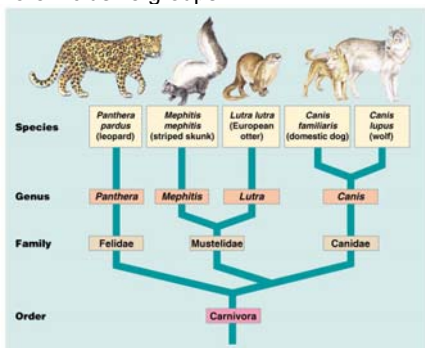 Species
Panthera
pardus
(leopard)
Mephitis
mephitis
(striped skunk)
Lutra lutra
(European
otter)
Canis
familiaris
(domestic dog)
Canis
lupus
(wolf)
Genus
Panthera
Mephitis
Lutra
Canis
Family
Felidae
Mustelidae
Canidae
Order
Carnivora